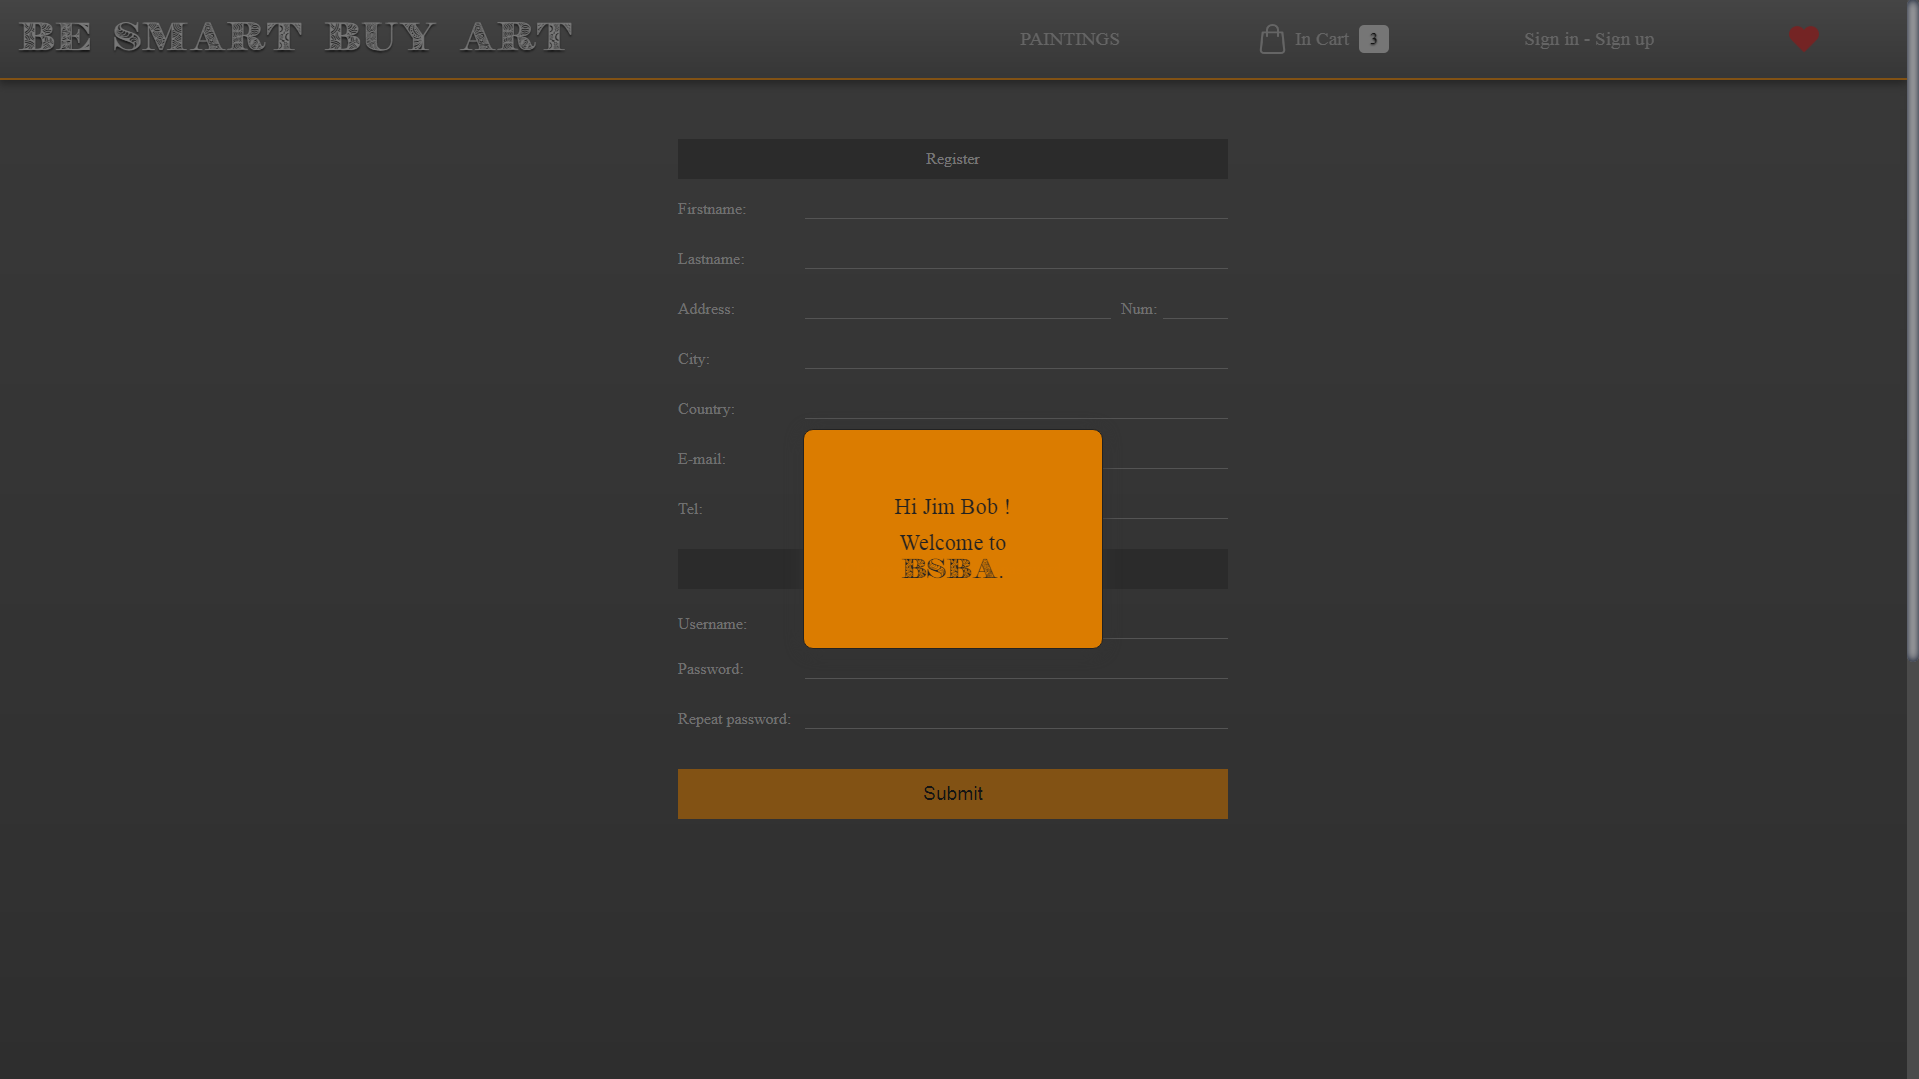 BE SMART BUY ART
PAINTINGS
In Cart 3
Sign in - Sign up
Register
Firstname:
Lastname:
Address:
Num:
City:
Country:
E-mail:
Tel:
Hi Jim Bob !
Welcome to
BSBA.
Username:
Password:
Repeat password:
Submit